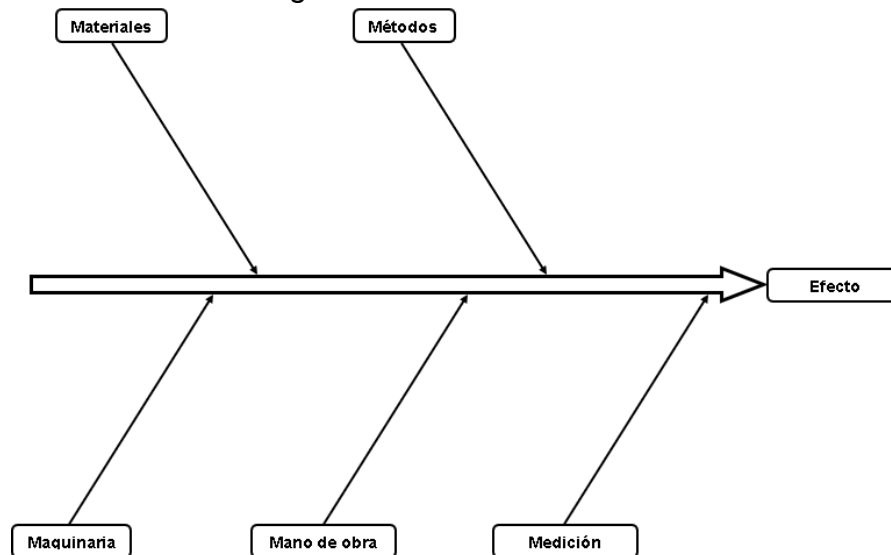 Materiales
Métodos
Efecto
Maquinaria
Mano de obra
Medición